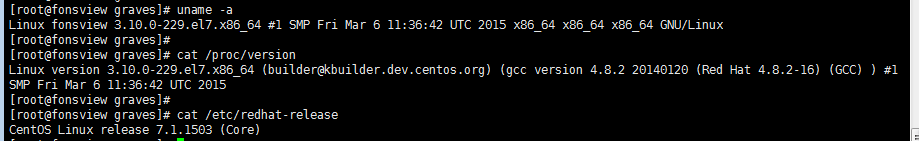 [root@fonsview graves]# uname -a
Linux fonsview 3.10.0-229.el7.x86_64 #1 SMP Fri Mar 6 11:36:42 UTC 2015 x86_64 x86_64 x86_64 GNU/Linux
[root@fonsview graves]#
[root@fonsview graves]# cat /proc/version
Linux version 3.10.0-229.el7.x86_64 (builder@kbuilder.dev.centos.org) (gcc version 4.8.2 20140120 (Red Hat 4.8.2-16) (GCC) ) #1
SMP Fri Mar 6 11:36:42 UTC 2015
[root@fonsview graves]#
[root@fonsview graves]# cat /etc/redhat-release
CentOS Linux release 7.1.1503 (Core)
[root@fonsview graves]#